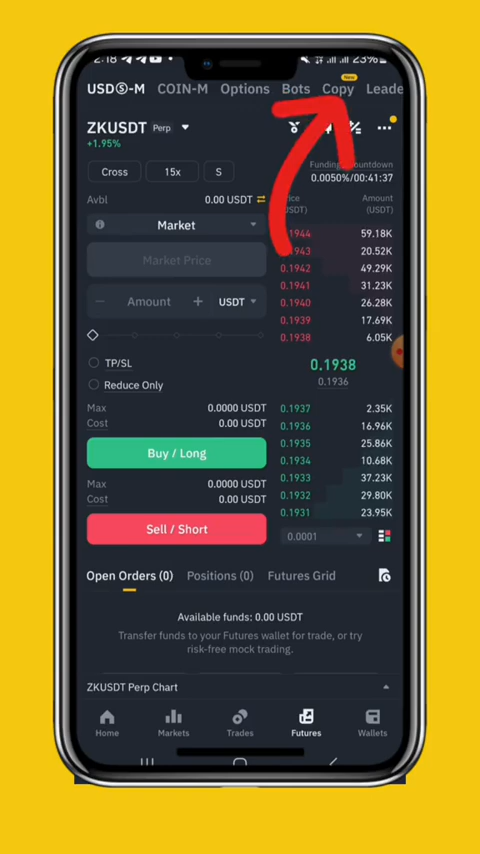 2:18 23%
USDⓈ-M COIN-M Options Bots Copy Leade
New
ZKUSDT Perp
+1.95%
Cross 15x S
Funding
0.0050%/00:41:37
Avbl 0.00 USDT
Amount
(USDT)
Market
Market Price
Amount USDT
TP/SL
Reduce Only
Max 0.0000 USDT
Cost 0.00 USDT
Buy / Long
Max 0.0000 USDT
Cost 0.00 USDT
Sell / Short
59.18K
20.52K
0.1942 49.29K
0.1941 31.23K
0.1940 26.28K
0.1939 17.69K
0.1938 6.05K
0.1938
0.1936
0.1937 2.35K
0.1936 16.96K
0.1935 25.86K
0.1934 10.68K
0.1933 37.23K
0.1932 29.80K
0.1931 23.95K
0.0001
Open Orders (0) Positions (0) Futures Grid
Available funds: 0.00 USDT
Transfer funds to your Futures wallet for trade, or try
risk-free mock trading.
ZKUSDT Perp Chart
Home Markets Trades Futures Wallets